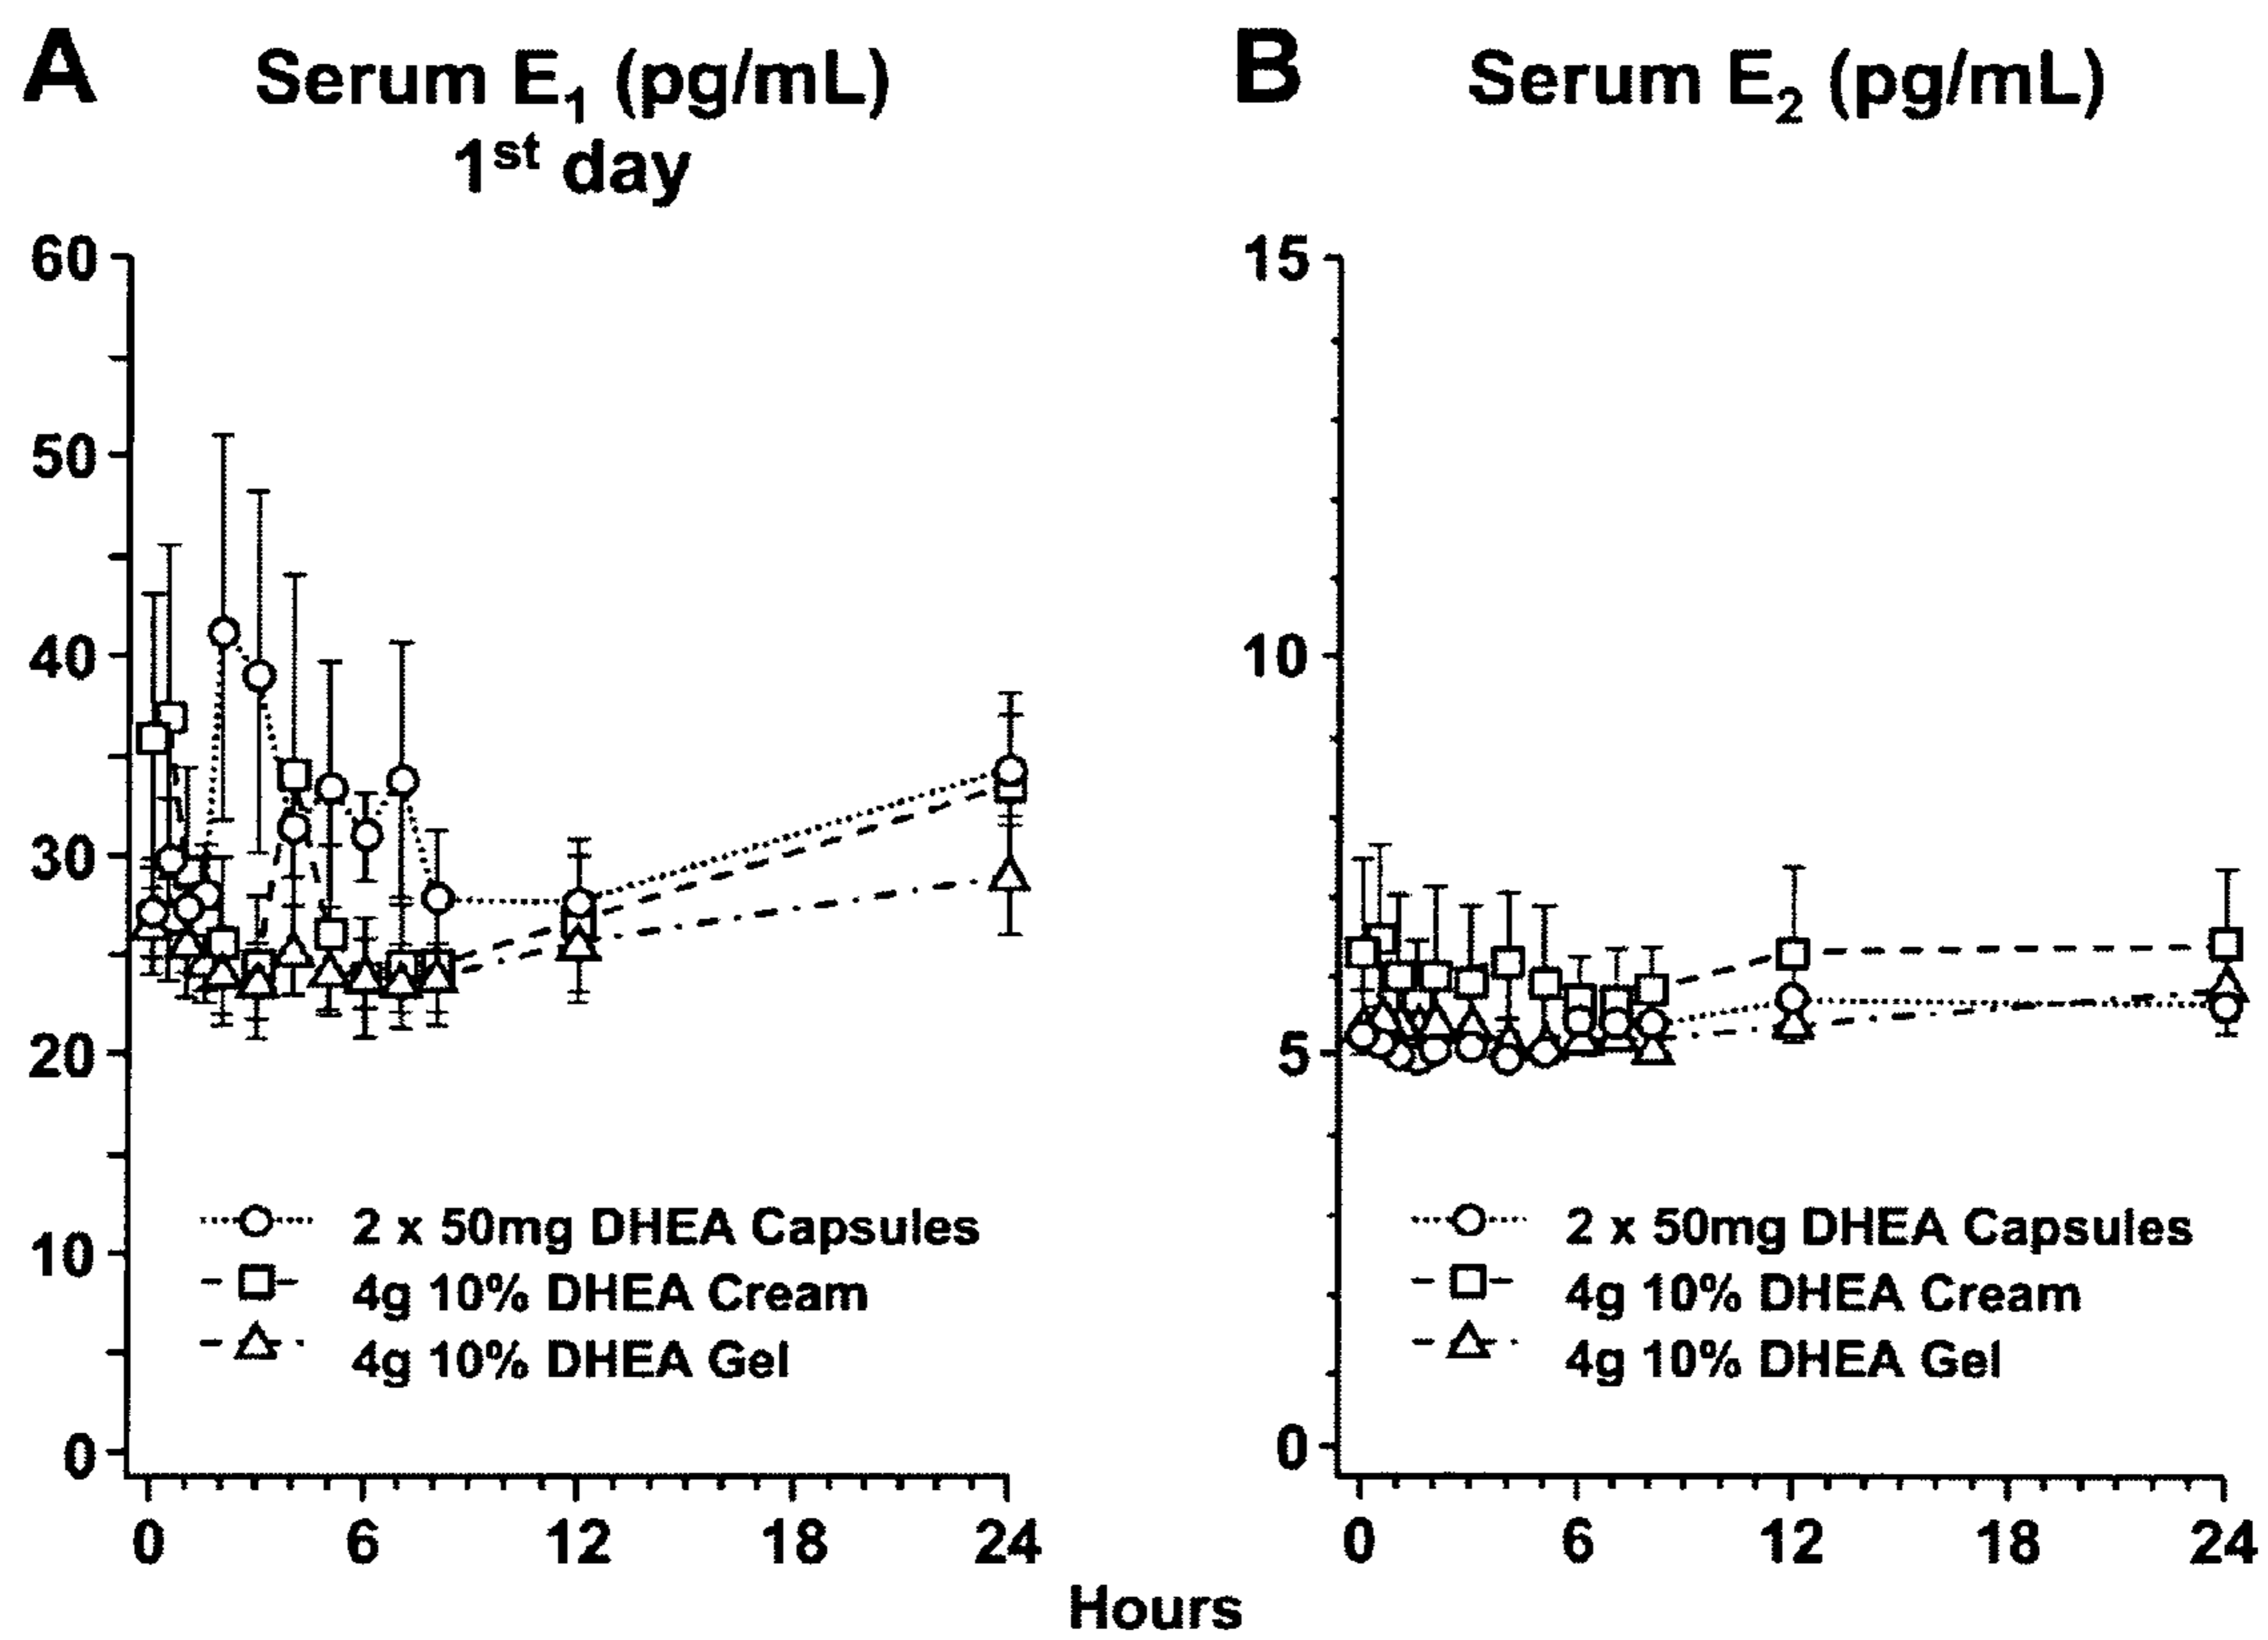 A
Serum E₁ (pg/mL)
1st day
60
50
40
30
20
10
0
2 x 50mg DHEA Capsules
4g 10% DHEA Cream
4g 10% DHEA Gel
0 6 12 18 24
B
Serum E₂ (pg/mL)
15
10
5
0
2 x 50mg DHEA Capsules
4g 10% DHEA Cream
4g 10% DHEA Gel
0 6 12 18 24
Hours